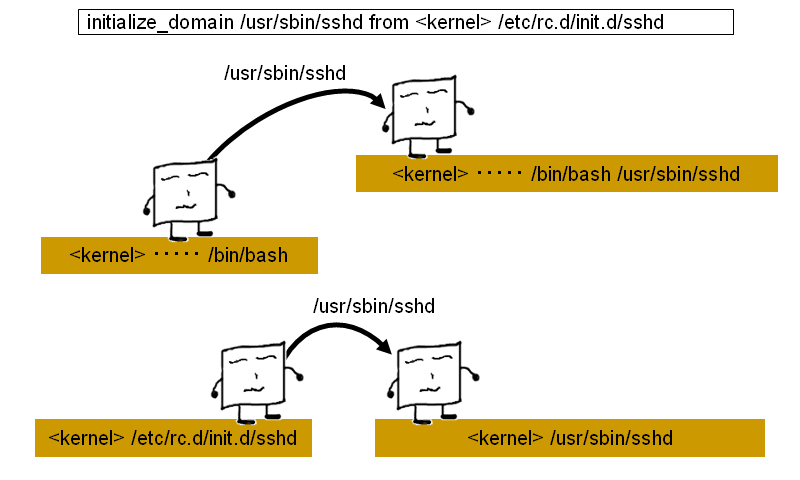 initialize_domain /usr/sbin/sshd from <kernel> /etc/rc.d/init.d/sshd
/usr/sbin/sshd
<kernel> ····· /bin/bash /usr/sbin/sshd
<kernel> ····· /bin/bash
/usr/sbin/sshd
<kernel> /etc/rc.d/init.d/sshd
<kernel> /usr/sbin/sshd